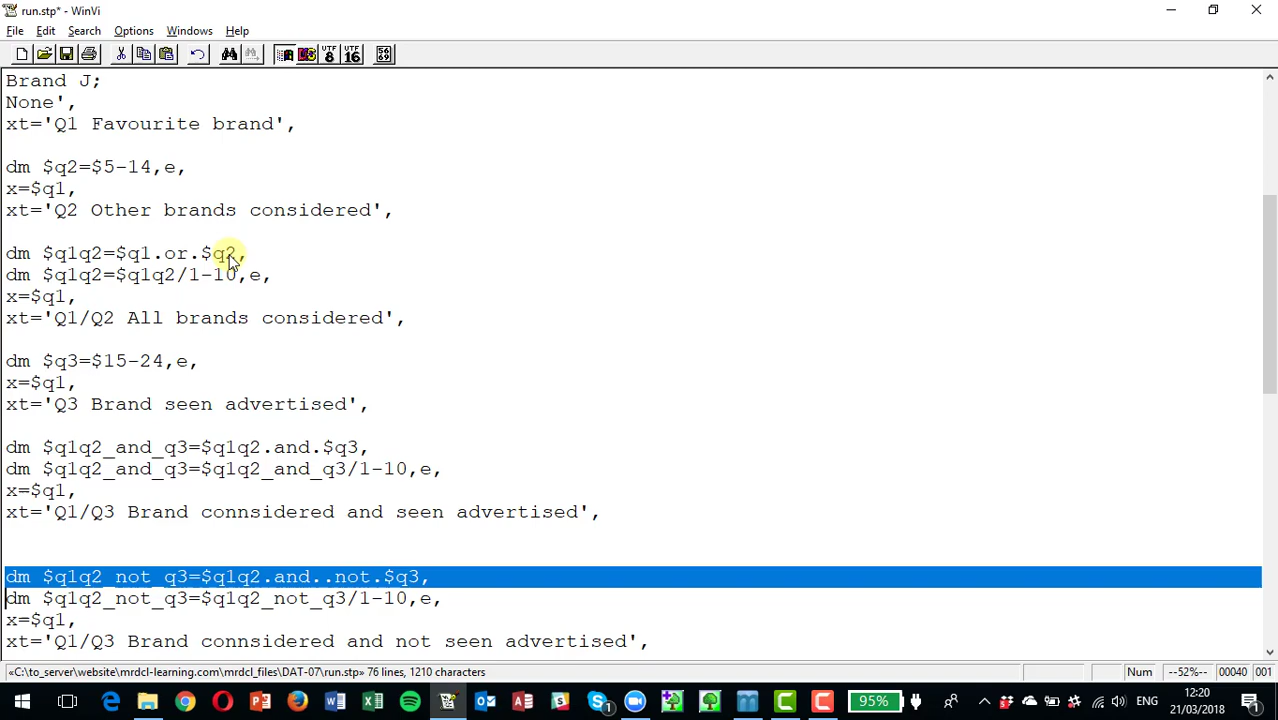 run.stp* - WinVi
File Edit Search Options Windows Help
UTF 8 UTF 16
Brand J;
None',
xt='Q1 Favourite brand',
dm $q2=$5-14,e,
x=$q1,
xt='Q2 Other brands considered',
dm $q1q2=$q1.or.$q2,
dm $q1q2=$q1q2/1-10,e,
x=$q1,
xt='Q1/Q2 All brands considered',
dm $q3=$15-24,e,
x=$q1,
xt='Q3 Brand seen advertised',
dm $q1q2_and_q3=$q1q2.and.$q3,
dm $q1q2_and_q3=$q1q2_and_q3/1-10,e,
x=$q1,
xt='Q1/Q3 Brand connsidered and seen advertised',
dm $q1q2_not_q3=$q1q2.and..not.$q3,
dm $q1q2_not_q3=$q1q2_not_q3/1-10,e,
x=$q1,
xt='Q1/Q3 Brand connsidered and not seen advertised',
«C:\to_server\website\mrdcl-learning.com\mrdcl_files\DAT-07\run.stp» 76 lines, 1210 characters
Num --52%-- 00040 001
95% ENG 12:20
21/03/2018